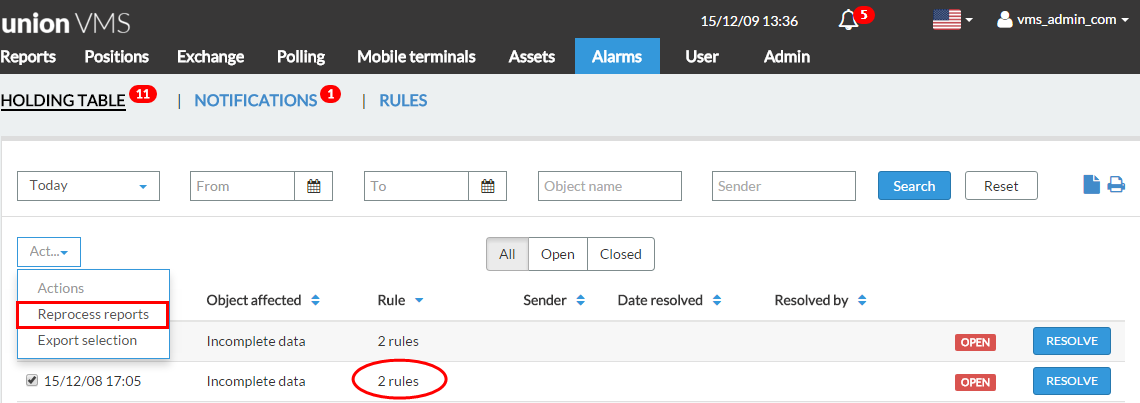 union VMS 15/12/09 13:36 5 vms_admin_com
Reports Positions Exchange Polling Mobile terminals Assets Alarms User Admin
HOLDING TABLE 11 | NOTIFICATIONS 1 | RULES
Today From To Object name Sender Search Reset
Act... All Open Closed
Actions
Object affected Rule Sender Date resolved Resolved by
Reprocess reports
Export selection Incomplete data 2 rules OPEN RESOLVE
15/12/08 17:05 Incomplete data 2 rules OPEN RESOLVE